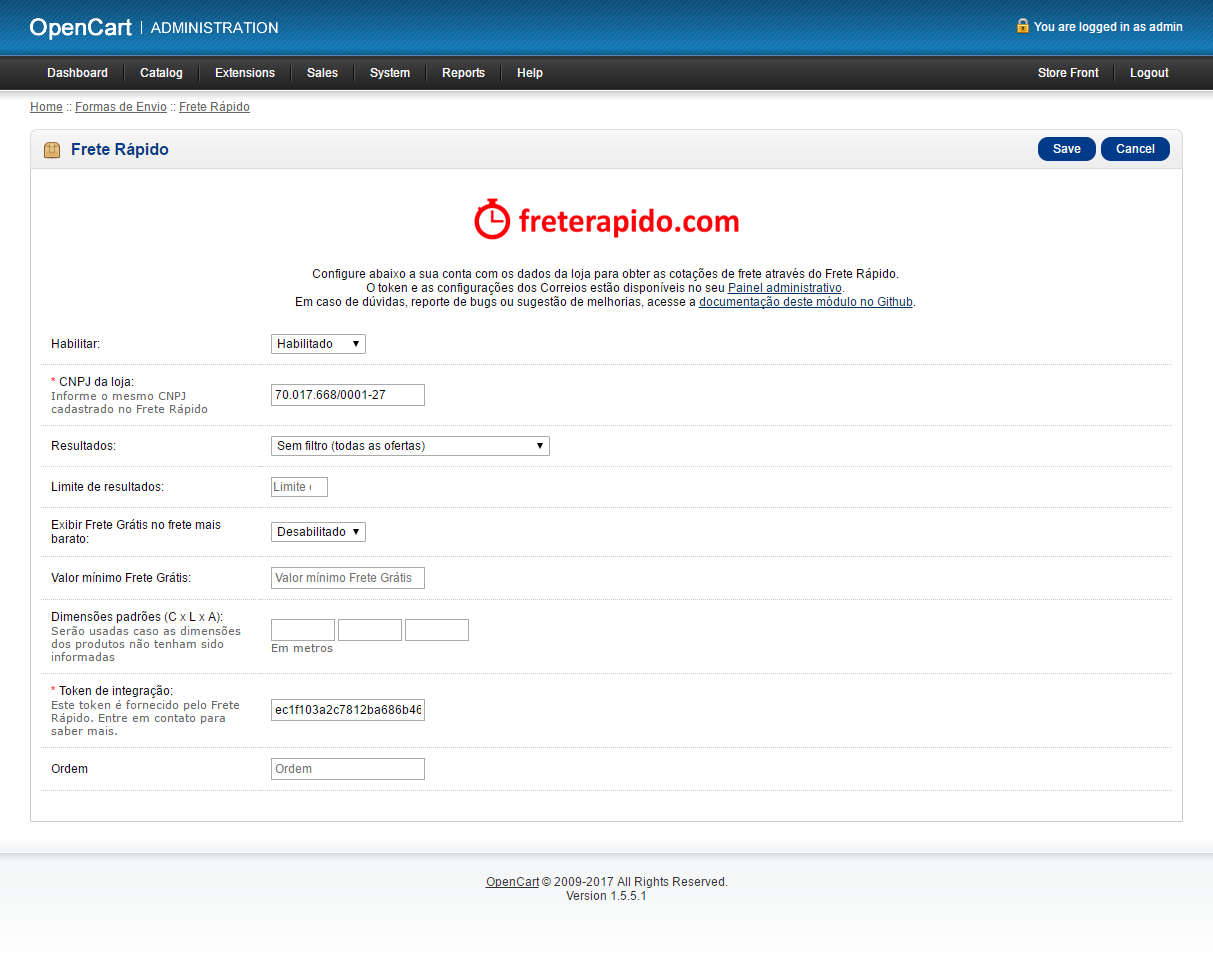 OpenCart | ADMINISTRATION
You are logged in as admin
Dashboard
Catalog
Extensions
Sales
System
Reports
Help
Store Front
Logout
Home :: Formas de Envio :: Frete Rápido
Frete Rápido
Save
Cancel
freterapido.com
Configure abaixo a sua conta com os dados da loja para obter as cotações de frete através do Frete Rápido.
O token e as configurações dos Correios estão disponíveis no seu Painel administrativo.
Em caso de dúvidas, reporte de bugs ou sugestão de melhorias, acesse a documentação deste módulo no Github.
Habilitar:
Habilitado
* CNPJ da loja:
Informe o mesmo CNPJ
cadastrado no Frete Rápido
70.017.668/0001-27
Resultados:
Sem filtro (todas as ofertas)
Limite de resultados:
Limite
Exibir Frete Grátis no frete mais
barato:
Desabilitado
Valor mínimo Frete Grátis:
Valor mínimo Frete Grátis
Dimensões padrões (C x L x A):
Serão usadas caso as dimensões
dos produtos não tenham sido
informadas
Em metros
* Token de integração:
Este token é fornecido pelo Frete
Rápido. Entre em contato para
saber mais.
ec1f103a2c7812ba686b46
Ordem
Ordem
OpenCart © 2009-2017 All Rights Reserved.
Version 1.5.5.1